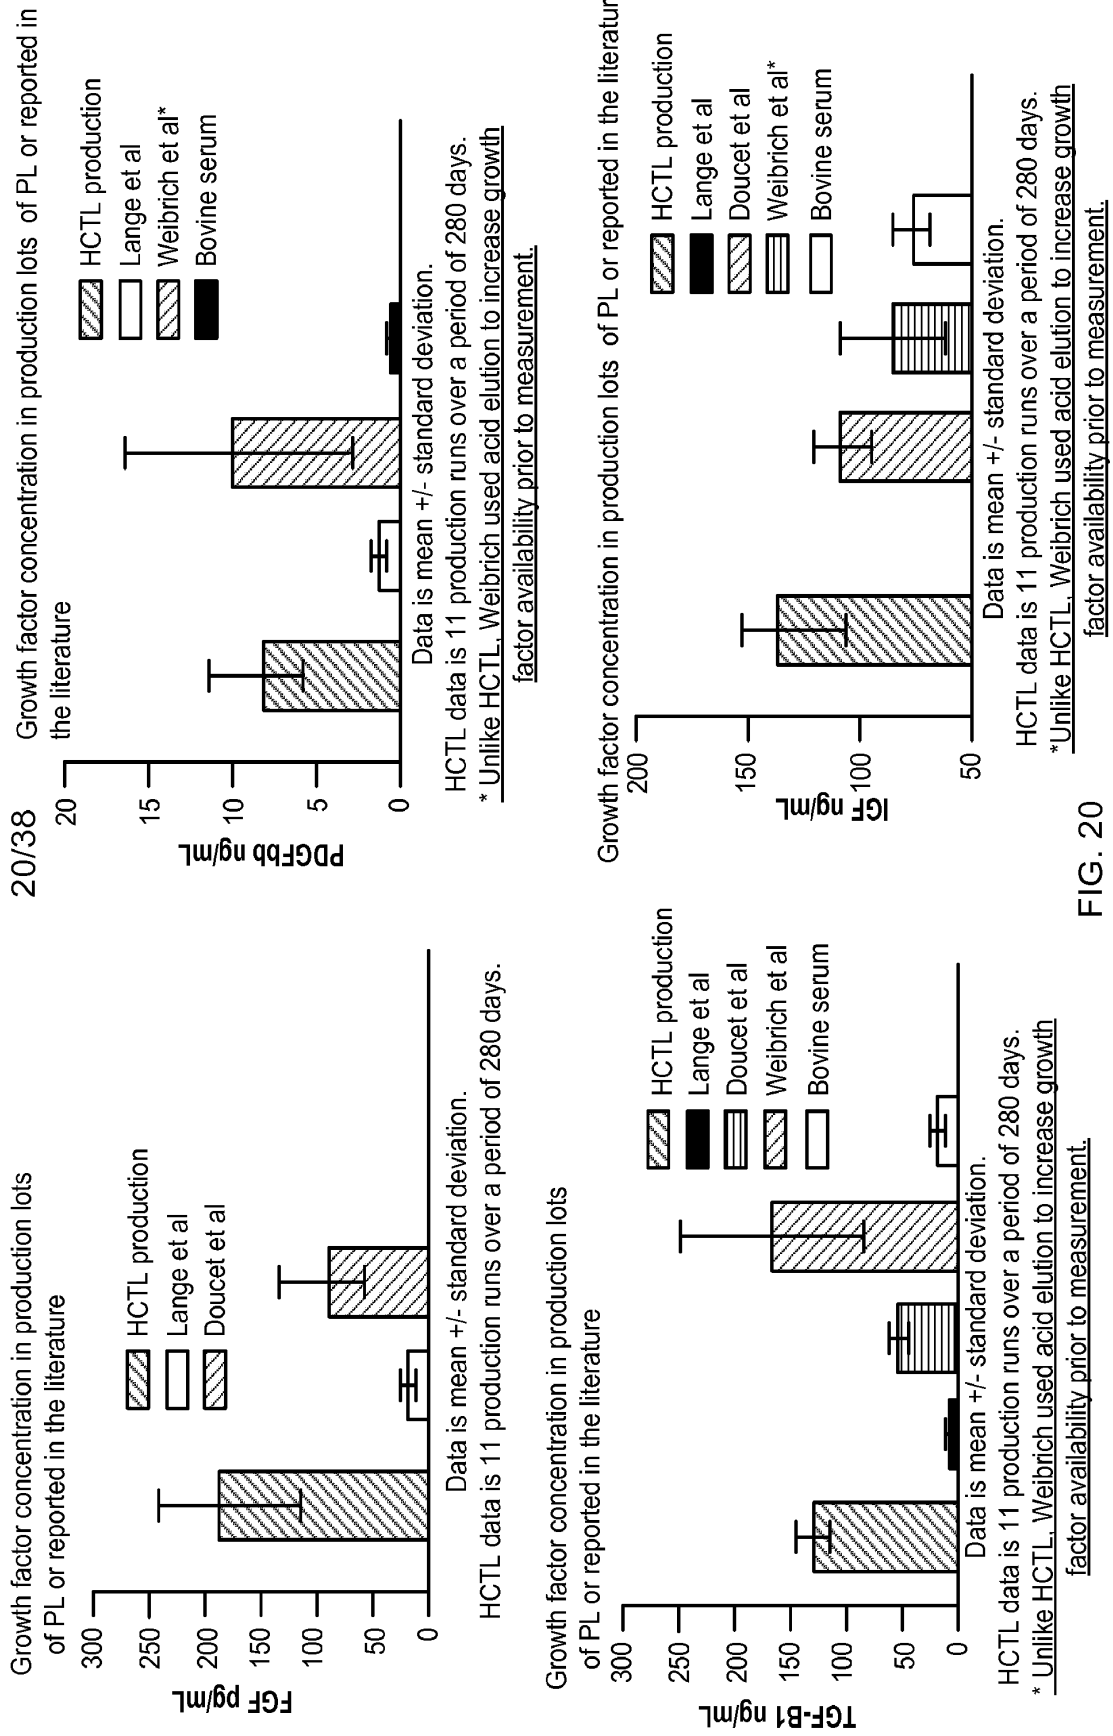 20/38
Growth factor concentration in production lots
of PL or reported in the literature
300
250
200
150
100
50
0
FGF pg/mL
HCTL production
Lange et al
Doucet et al
Data is mean +/- standard deviation.
HCTL data is 11 production runs over a period of 280 days.
Growth factor concentration in production lots of PL or reported in
the literature
20
15
10
5
0
PDGFbb ng/mL
HCTL production
Lange et al
Weibrich et al*
Bovine serum
Data is mean +/- standard deviation.
HCTL data is 11 production runs over a period of 280 days.
* Unlike HCTL, Weibrich used acid elution to increase growth
factor availability prior to measurement.
Growth factor concentration in production lots
of PL or reported in the literature
300
250
200
150
100
50
0
TGF-B1 ng/mL
HCTL production
Lange et al
Doucet et al
Weibrich et al
Bovine serum
Data is mean +/- standard deviation.
HCTL data is 11 production runs over a period of 280 days.
* Unlike HCTL, Weibrich used acid elution to increase growth
factor availability prior to measurement.
Growth factor concentration in production lots of PL or reported in the
200
150
100
50
IGF ng/mL
HCTL production
Lange et al
Doucet et al
Weibrich et al*
Bovine serum
Data is mean +/- standard deviation.
HCTL data is 11 production runs over a period of 280 days.
*Unlike HCTL, Weibrich used acid elution to increase growth
factor availability prior to measurement.
FIG. 20